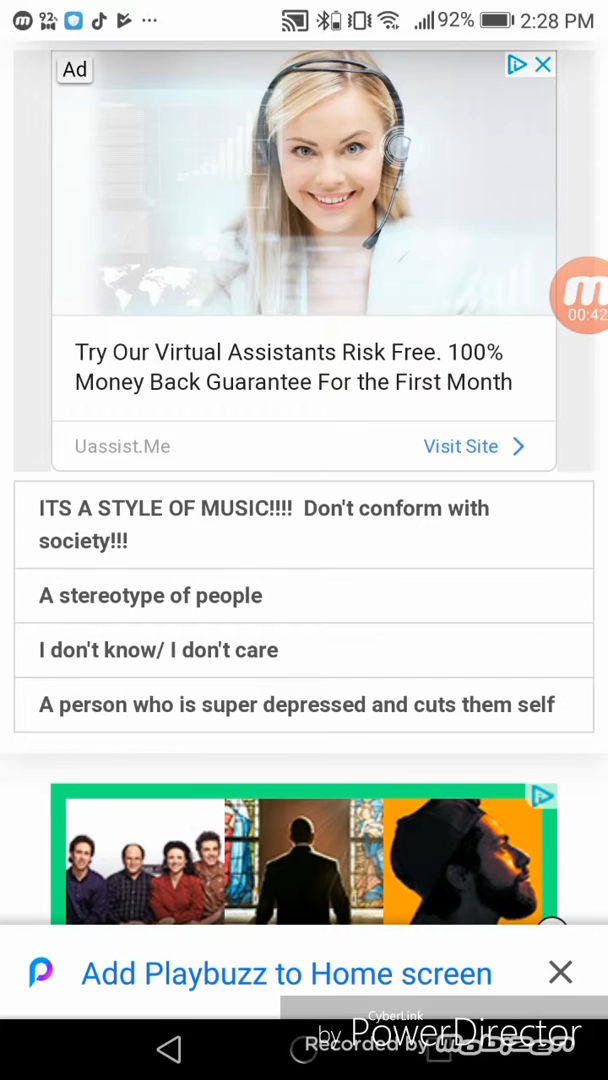 92%
92%
2:28 PM
Ad
00:42
Try Our Virtual Assistants Risk Free. 100%
Money Back Guarantee For the First Month
Uassist.Me
Visit Site
ITS A STYLE OF MUSIC!!!! Don't conform with
society!!!
A stereotype of people
I don't know/ I don't care
A person who is super depressed and cuts them self
Add Playbuzz to Home screen
CyberLink
by PowerDirector
Recorded by